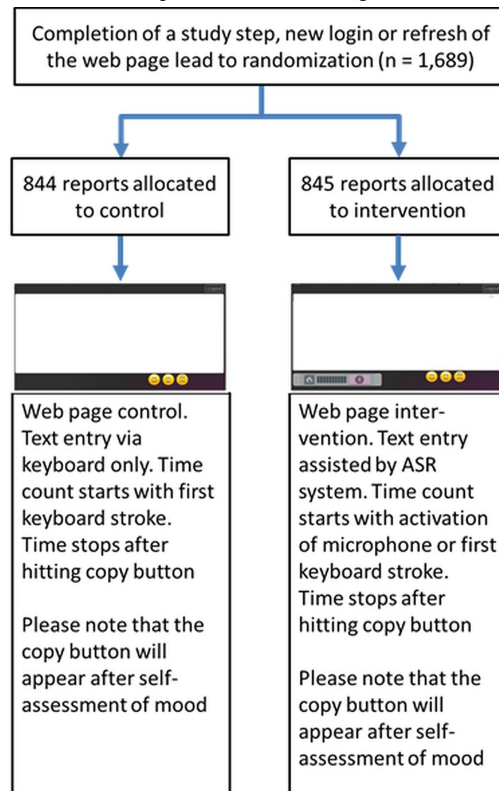 Completion of a study step, new login or refresh of
the web page lead to randomization (n = 1,689)
844 reports allocated
to control
845 reports allocated
to intervention
Web page control.
Text entry via
keyboard only. Time
count starts with first
keyboard stroke.
Time stops after
hitting copy button
Please note that the
copy button will
appear after self-
assessment of mood
Web page inter-
vention. Text entry
assisted by ASR
system. Time count
starts with activation
of microphone or first
keyboard stroke.
Time stops after
hitting copy button
Please note that the
copy button will
appear after self-
assessment of mood